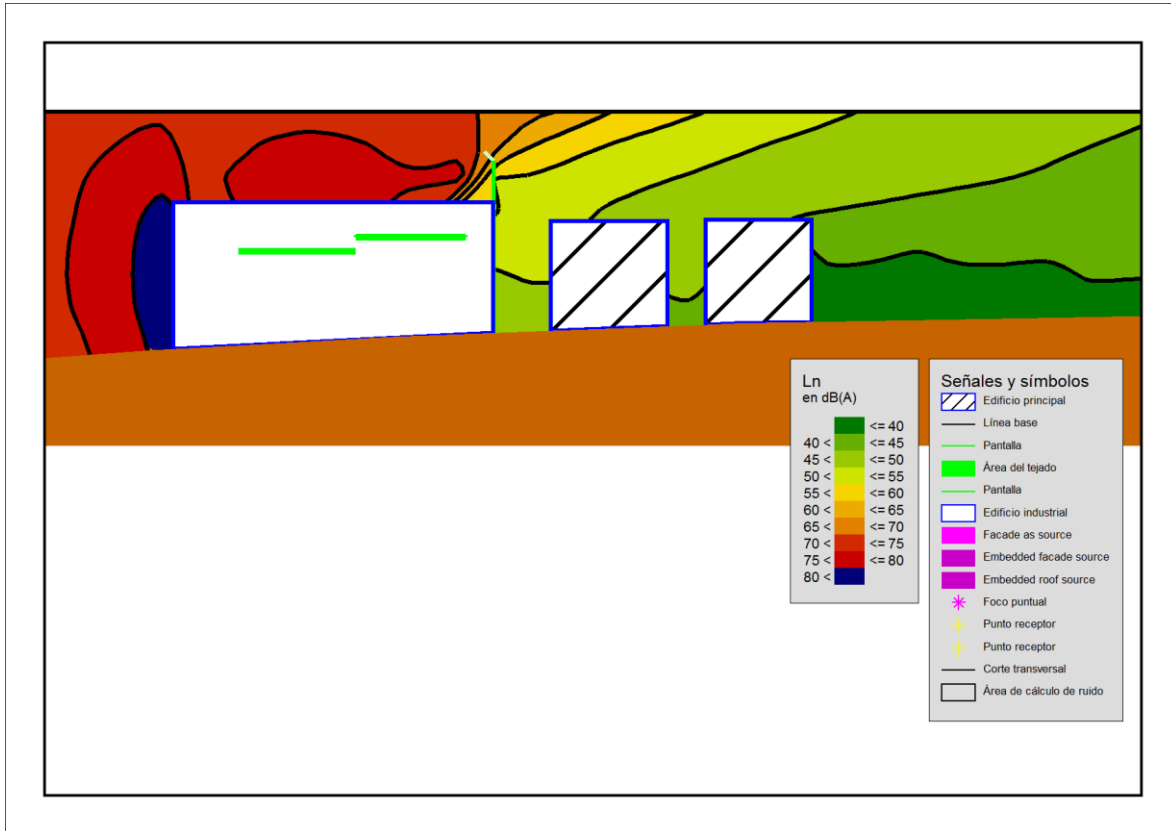 Ln
en dB(A)
<= 40
40 < <= 45
45 < <= 50
50 < <= 55
55 < <= 60
60 < <= 65
65 < <= 70
70 < <= 75
75 < <= 80
80 <
Señales y símbolos
Edificio principal
Línea base
Pantalla
Área del tejado
Pantalla
Edificio industrial
Facade as source
Embedded facade source
Embedded roof source
Foco puntual
Punto receptor
Punto receptor
Corte transversal
Área de cálculo de ruido